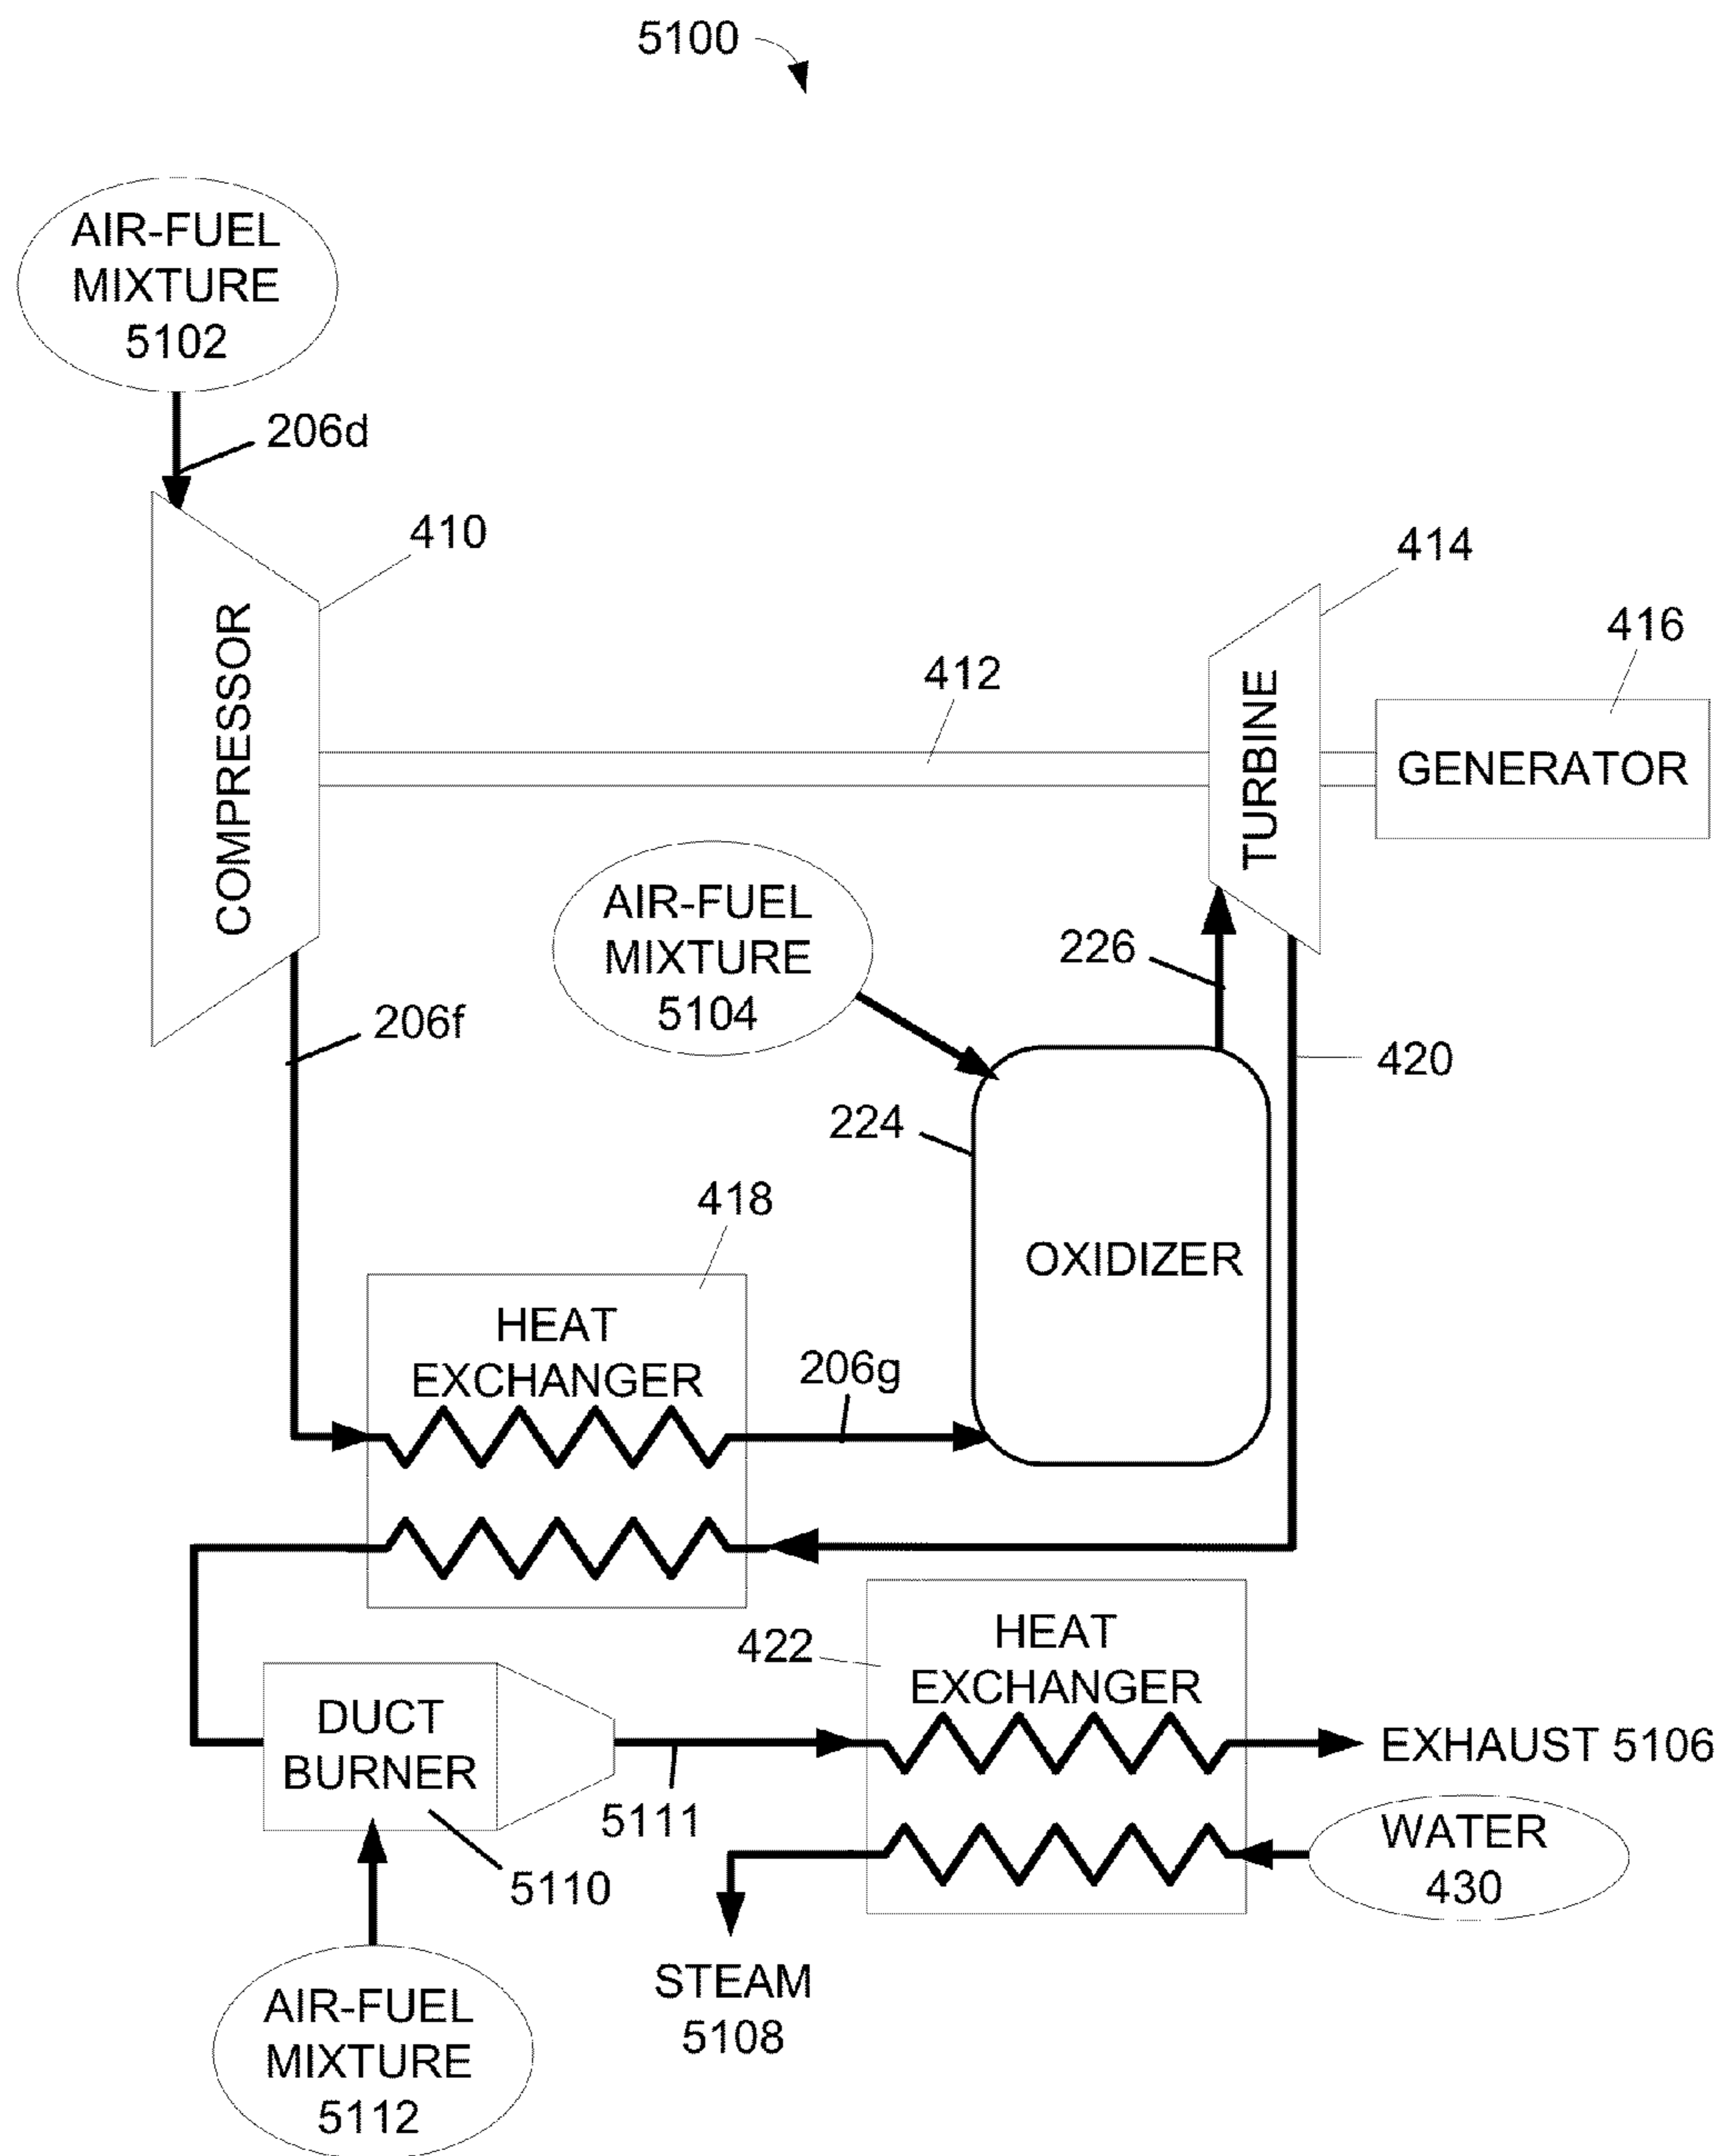 5100
AIR-FUEL
MIXTURE
5102
206d
410
COMPRESSOR
412
414
TURBINE
416
GENERATOR
AIR-FUEL
MIXTURE
5104
226
206f
420
224
OXIDIZER
418
HEAT
EXCHANGER
206g
422
HEAT
EXCHANGER
DUCT
BURNER
5111
EXHAUST 5106
5110
WATER
430
STEAM
5108
AIR-FUEL
MIXTURE
5112